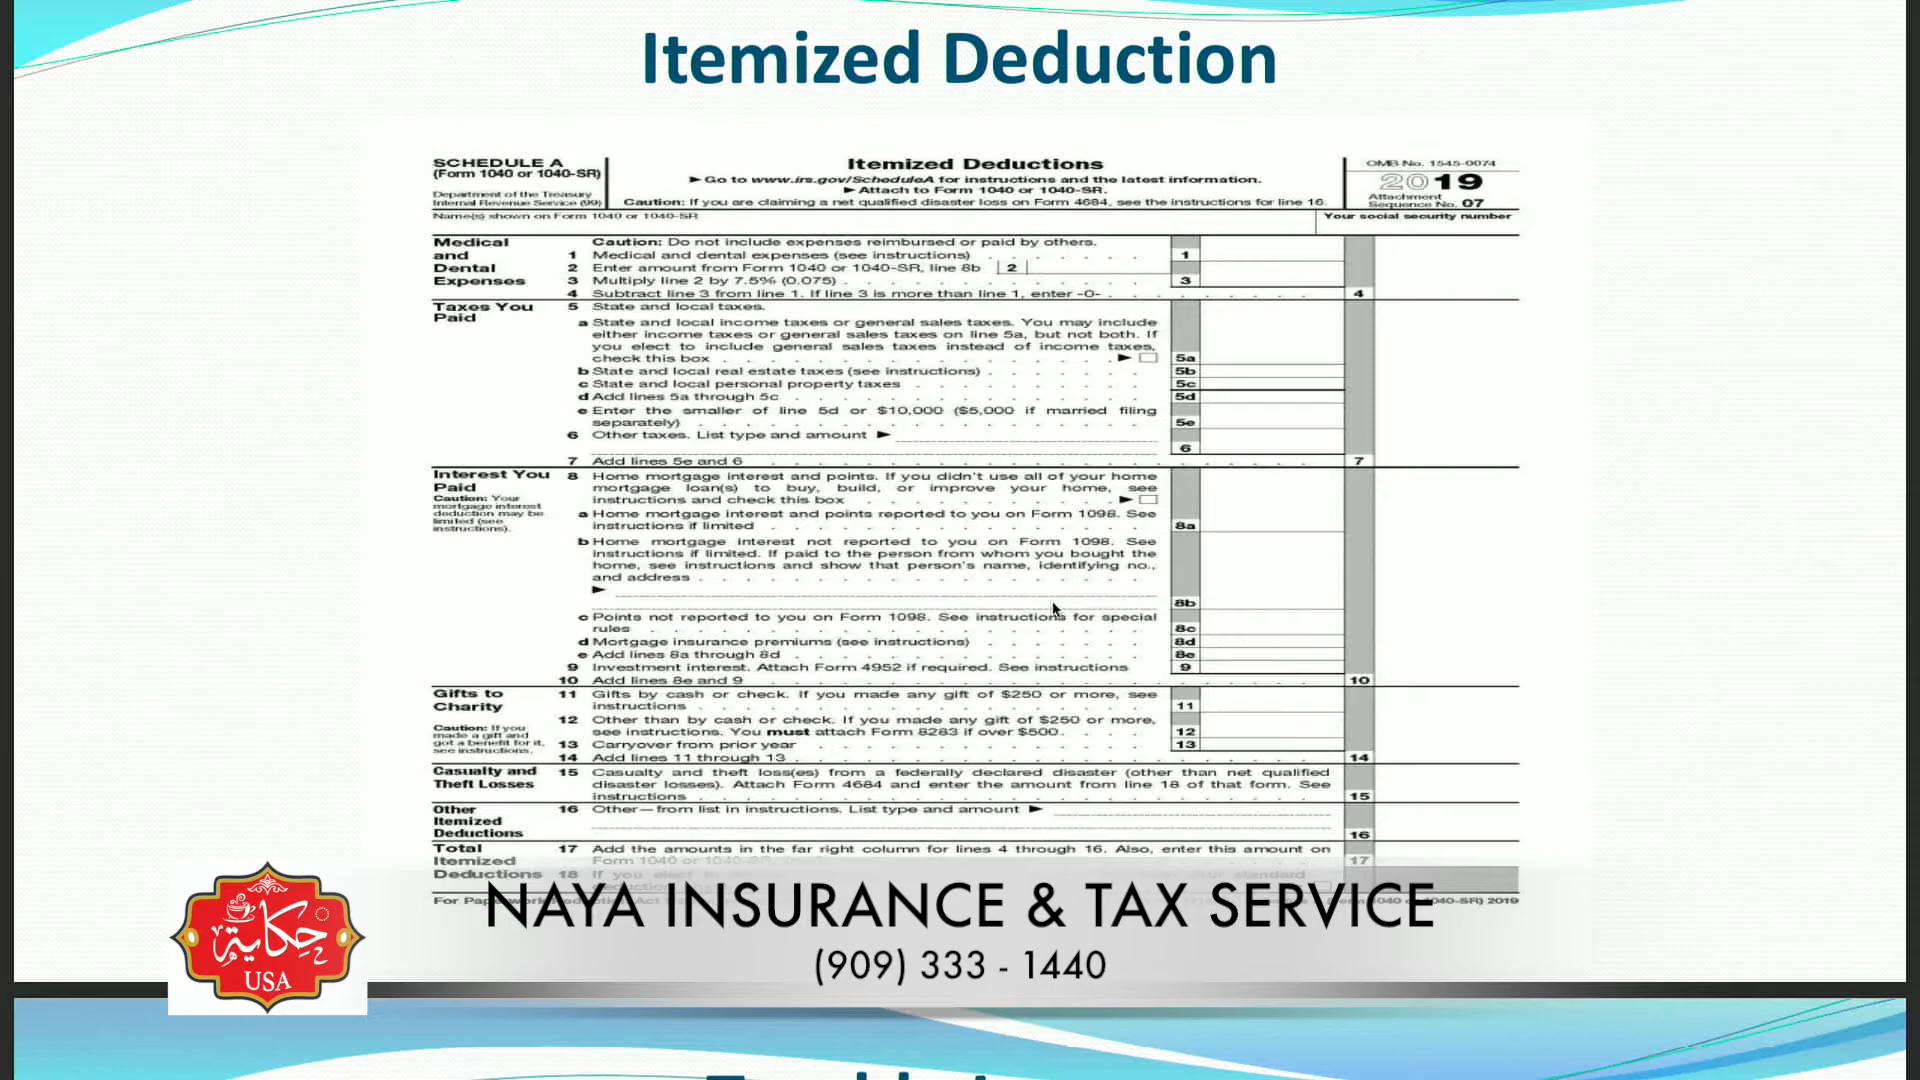 Itemized Deduction
SCHEDULE A
(Form 1040 or 1040-SR)
Department of the Treasury
Internal Revenue Service (99)
Itemized Deductions
►Go to www.irs.gov/ScheduleA for instructions and the latest information.
►Attach to Form 1040 or 1040-SR.
Caution: If you are claiming a net qualified disaster loss on Form 4684, see the instructions for line 16.
OMB No. 1545-0074
2019
Attachment
Sequence No. 07
Name(s) shown on Form 1040 or 1040-SR
Your social security number
Medical
and
Dental
Expenses
Caution: Do not include expenses reimbursed or paid by others.
1 Medical and dental expenses (see instructions) 1
2 Enter amount from Form 1040 or 1040-SR, line 8b 2
3 Multiply line 2 by 7.5% (0.075) 3
4 Subtract line 3 from line 1. If line 3 is more than line 1, enter -0- 4
Taxes You
Paid
5 State and local taxes.
a State and local income taxes or general sales taxes. You may include
either income taxes or general sales taxes on line 5a, but not both. If
you elect to include general sales taxes instead of income taxes,
check this box ► 5a
b State and local real estate taxes (see instructions) 5b
c State and local personal property taxes 5c
d Add lines 5a through 5c 5d
e Enter the smaller of line 5d or $10,000 ($5,000 if married filing
separately) 5e
6 Other taxes. List type and amount ►
6
7 Add lines 5e and 6 7
Interest You
Paid
Caution: Your
mortgage interest
deduction may be
limited (see
instructions).
8 Home mortgage interest and points. If you didn't use all of your home
mortgage loan(s) to buy, build, or improve your home, see
instructions and check this box ►
a Home mortgage interest and points reported to you on Form 1098. See
instructions if limited 8a
b Home mortgage interest not reported to you on Form 1098. See
instructions if limited. If paid to the person from whom you bought the
home, see instructions and show that person's name, identifying no.,
and address
►
8b
c Points not reported to you on Form 1098. See instructions for special
rules 8c
d Mortgage insurance premiums (see instructions) 8d
e Add lines 8a through 8d 8e
9 Investment interest. Attach Form 4952 if required. See instructions 9
10 Add lines 8e and 9 10
Gifts to
Charity
Caution: If you
made a gift and
got a benefit for it,
see instructions.
11 Gifts by cash or check. If you made any gift of $250 or more, see
instructions 11
12 Other than by cash or check. If you made any gift of $250 or more,
see instructions. You must attach Form 8283 if over $500. 12
13 Carryover from prior year 13
14 Add lines 11 through 13 14
Casualty and
Theft Losses
15 Casualty and theft loss(es) from a federally declared disaster (other than net qualified
disaster losses). Attach Form 4684 and enter the amount from line 18 of that form. See
instructions 15
Other
Itemized
Deductions
16 Other—from list in instructions. List type and amount ►
16
Total
Itemized
Deductions
17 Add the amounts in the far right column for lines 4 through 16. Also, enter this amount on
Form 1040 or 1040-SR, 17
18 If you elect to standard
For 1040 or 1040-SR) 2019
NAYA INSURANCE & TAX SERVICE
(909) 333 - 1440
حكاية
USA